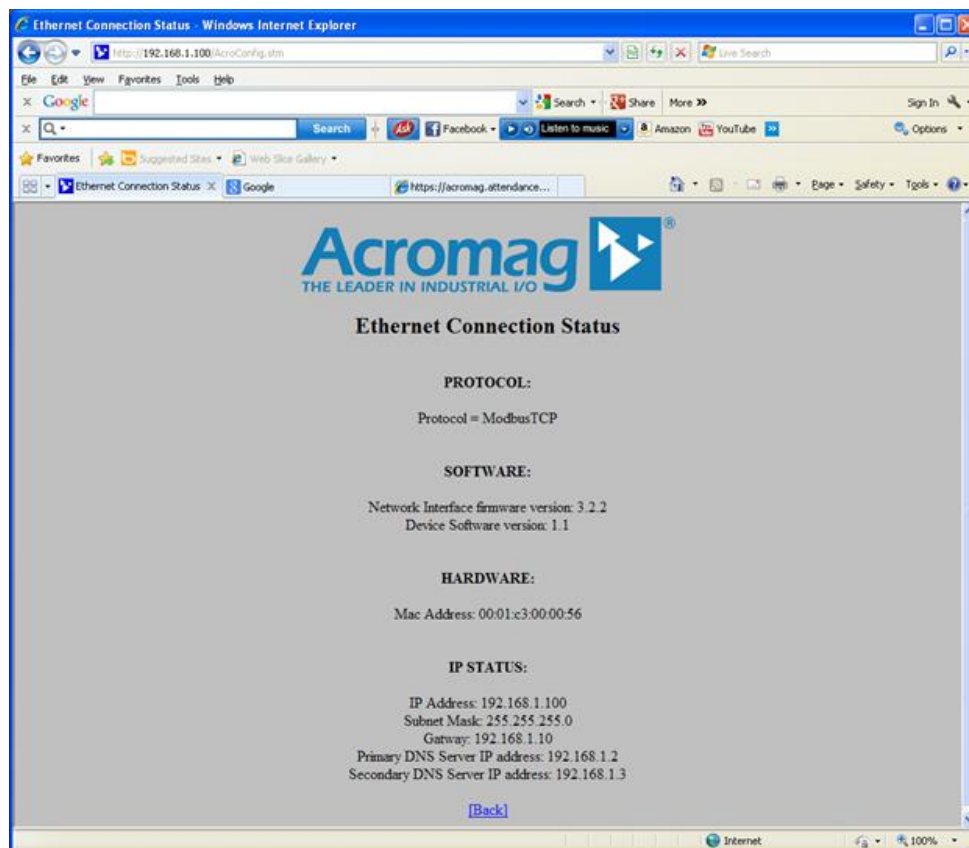 Ethernet Connection Status - Windows Internet Explorer
http://192.168.1.100/AcroConfig.stm
Live Search
File Edit View Favorites Tools Help
x Google Search Share More » Sign In
x Search Ask Facebook Listen to music Amazon YouTube Options
Favorites Suggested Sites Web Slice Gallery
Ethernet Connection Status X Google https://acromag.attendance... Page Safety Tools
Acromag®
THE LEADER IN INDUSTRIAL I/O
Ethernet Connection Status
PROTOCOL:
Protocol = ModbusTCP
SOFTWARE:
Network Interface firmware version: 3.2.2
Device Software version: 1.1
HARDWARE:
Mac Address: 00:01:c3:00:00:56
IP STATUS:
IP Address: 192.168.1.100
Subnet Mask: 255.255.255.0
Gatway: 192.168.1.10
Primary DNS Server IP address: 192.168.1.2
Secondary DNS Server IP address: 192.168.1.3
[Back]
Internet 100%